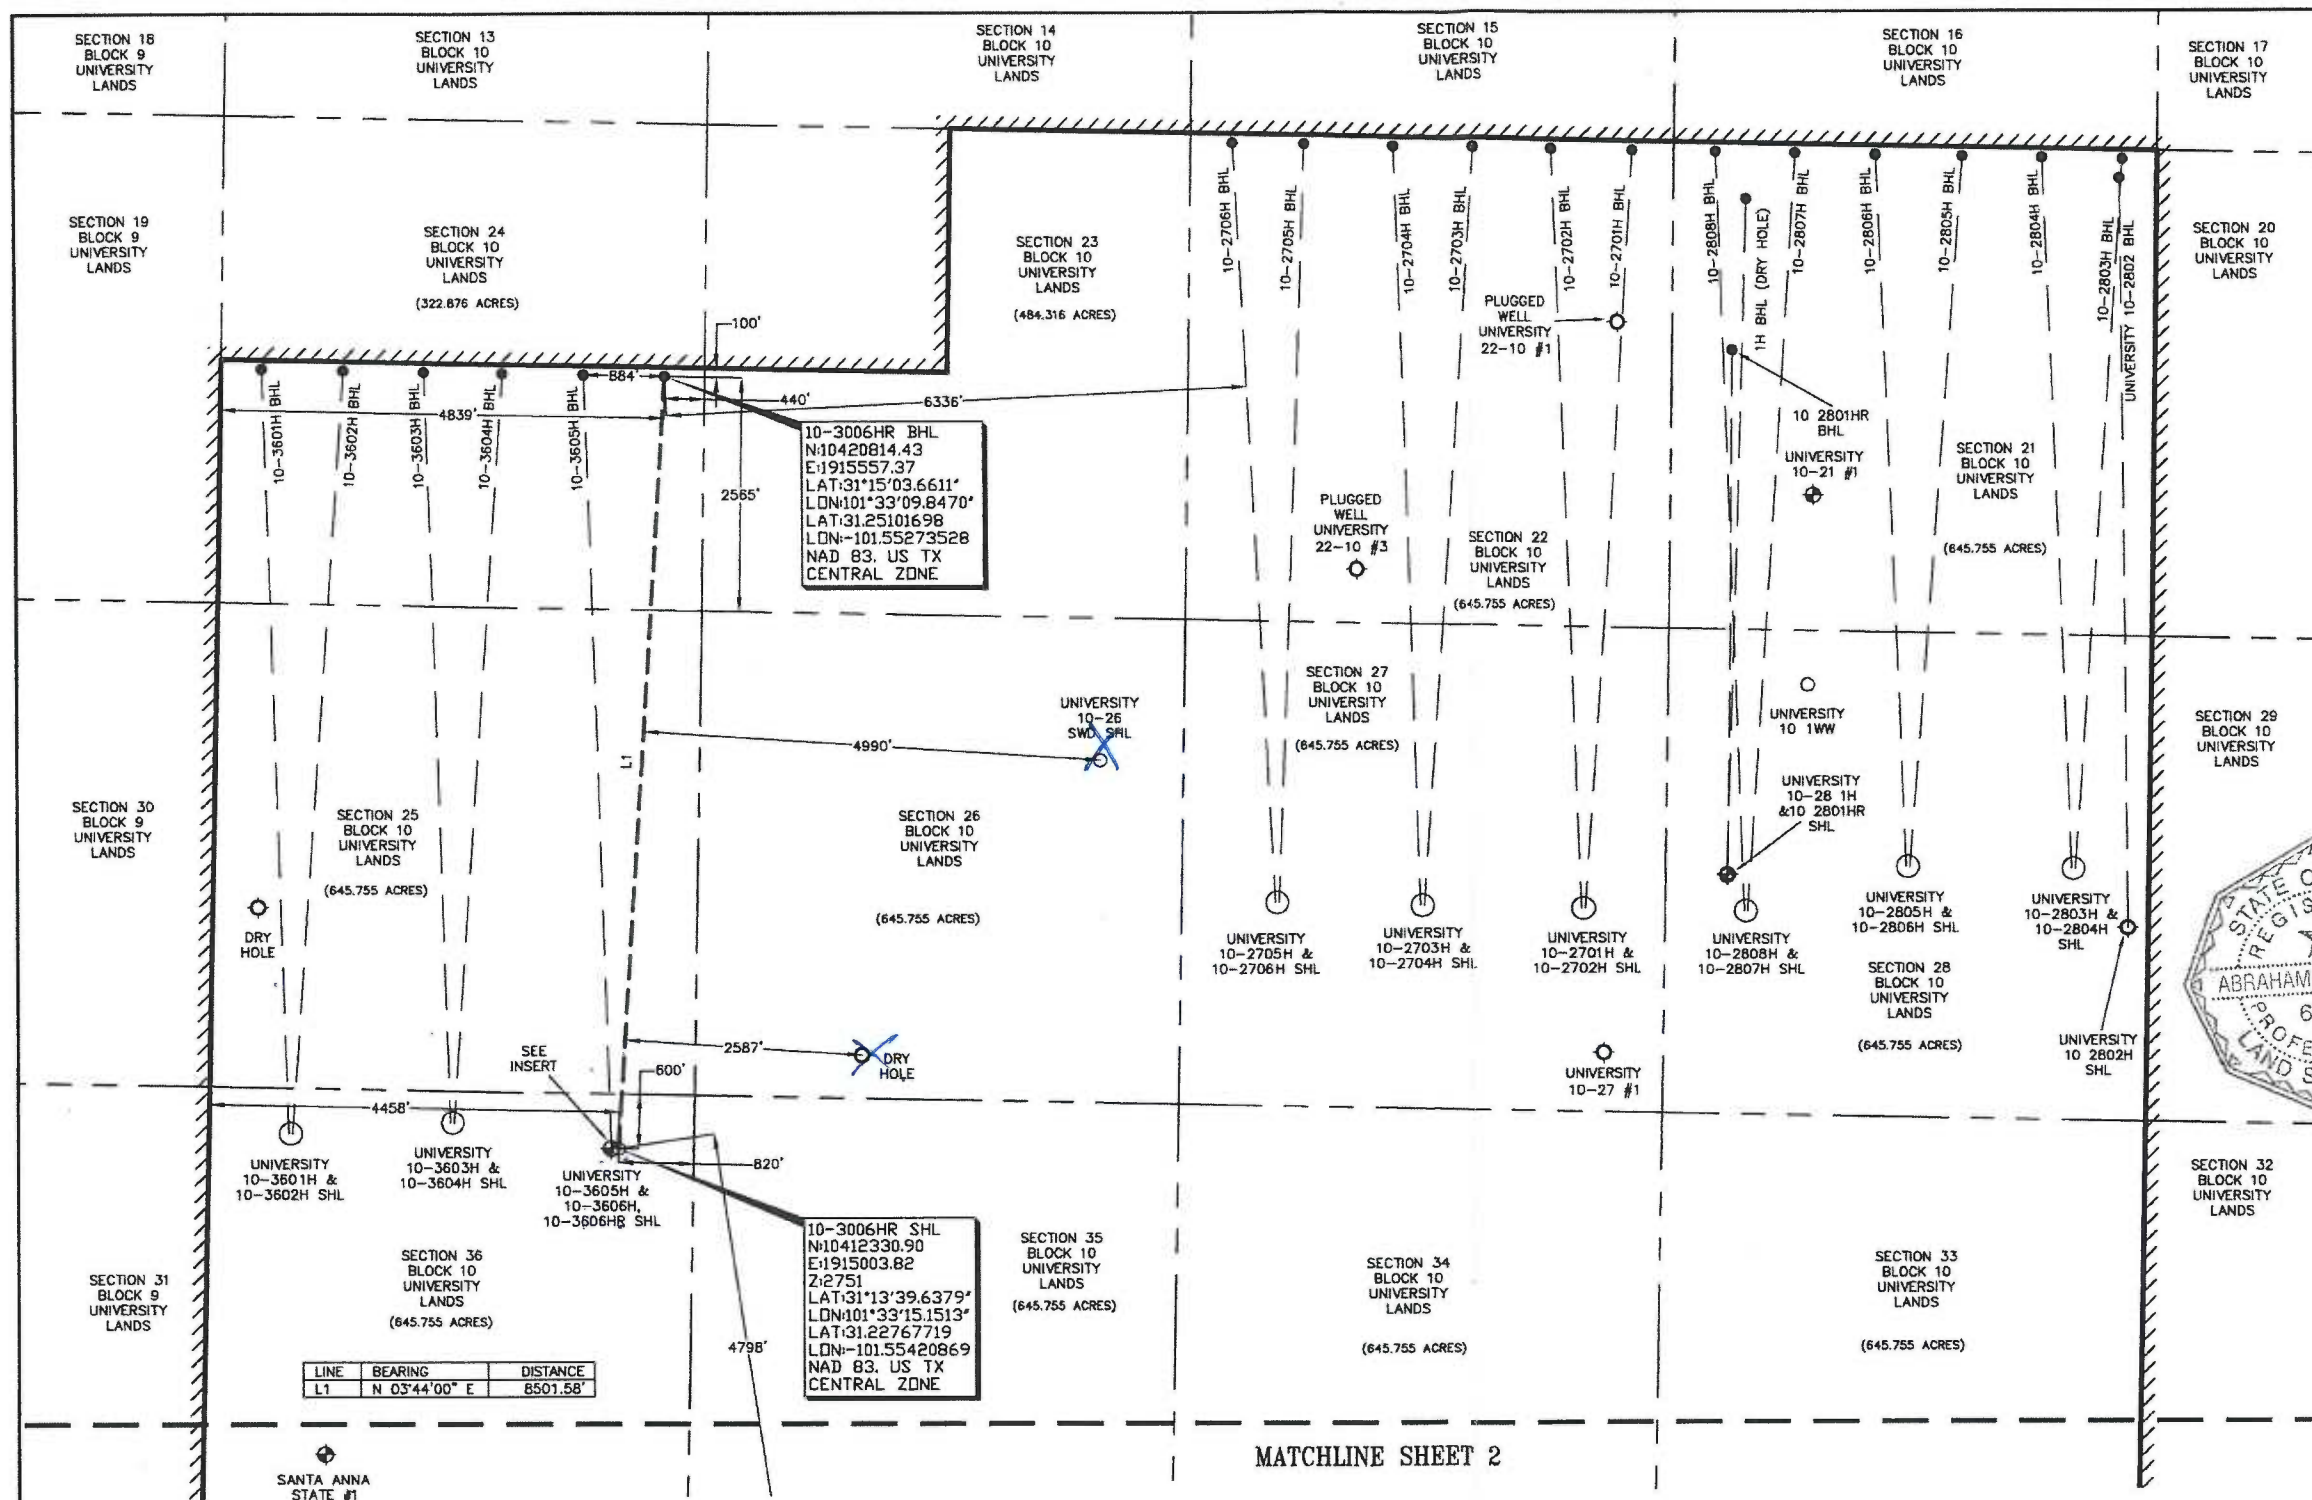 SECTION 18
BLOCK 9
UNIVERSITY
LANDS
SECTION 13
BLOCK 10
UNIVERSITY
LANDS
SECTION 14
BLOCK 10
UNIVERSITY
LANDS
SECTION 15
BLOCK 10
UNIVERSITY
LANDS
SECTION 16
BLOCK 10
UNIVERSITY
LANDS
SECTION 17
BLOCK 10
UNIVERSITY
LANDS
SECTION 19
BLOCK 9
UNIVERSITY
LANDS
SECTION 24
BLOCK 10
UNIVERSITY
LANDS
(322.876 ACRES)
SECTION 23
BLOCK 10
UNIVERSITY
LANDS
(484.316 ACRES)
10-2706H BHL
10-2705H BHL
10-2704H BHL
10-2703H BHL
10-2702H BHL
10-2701H BHL
10-2808H BHL
1H BHL (DRY HOLE)
10-2807H BHL
10-2806H BHL
10-2805H BHL
10-2804H BHL
10-2803H BHL
UNIVERSITY 10-2802 BHL
SECTION 20
BLOCK 10
UNIVERSITY
LANDS
PLUGGED
WELL
UNIVERSITY
22-10 #1
100'
884'
440'
4839'
6336'
2565'
10-3601H BHL
10-3602H BHL
10-3603H BHL
10-3604H BHL
10-3605H BHL
10-3006HR BHL
N:10420814.43
E:1915557.37
LAT:31°15'03.6611"
LON:101°33'09.8470"
LAT:31.25101698
LON:-101.55273528
NAD 83, US TX
CENTRAL ZONE
10 2801HR
BHL
UNIVERSITY
10-21 #1
SECTION 21
BLOCK 10
UNIVERSITY
LANDS
(645.755 ACRES)
PLUGGED
WELL
UNIVERSITY
22-10 #3
SECTION 22
BLOCK 10
UNIVERSITY
LANDS
(645.755 ACRES)
SECTION 27
BLOCK 10
UNIVERSITY
LANDS
(645.755 ACRES)
UNIVERSITY
10-26
SWD SHL
4990'
L1
UNIVERSITY
10 1WW
SECTION 29
BLOCK 10
UNIVERSITY
LANDS
UNIVERSITY
10-28 1H
&10 2801HR
SHL
SECTION 30
BLOCK 9
UNIVERSITY
LANDS
SECTION 25
BLOCK 10
UNIVERSITY
LANDS
(645.755 ACRES)
SECTION 26
BLOCK 10
UNIVERSITY
LANDS
(645.755 ACRES)
DRY
HOLE
UNIVERSITY
10-2705H &
10-2706H SHL
UNIVERSITY
10-2703H &
10-2704H SHL
UNIVERSITY
10-2701H &
10-2702H SHL
UNIVERSITY
10-2808H &
10-2807H SHL
UNIVERSITY
10-2805H &
10-2806H SHL
UNIVERSITY
10-2803H &
10-2804H
SHL
SECTION 28
BLOCK 10
UNIVERSITY
LANDS
(645.755 ACRES)
UNIVERSITY
10 2802H
SHL
STATE
ABRAHAM
LAND
SEE
INSERT
2587'
DRY
HOLE
600'
UNIVERSITY
10-27 #1
4458'
820'
UNIVERSITY
10-3601H &
10-3602H SHL
UNIVERSITY
10-3603H &
10-3604H SHL
UNIVERSITY
10-3605H &
10-3606H,
10-3606HR SHL
10-3006HR SHL
N:10412330.90
E:1915003.82
Z:2751
LAT:31°13'39.6379"
LON:101°33'15.1513"
LAT:31.22767719
LON:-101.55420869
NAD 83, US TX
CENTRAL ZONE
4798'
SECTION 32
BLOCK 10
UNIVERSITY
LANDS
SECTION 31
BLOCK 9
UNIVERSITY
LANDS
SECTION 36
BLOCK 10
UNIVERSITY
LANDS
(645.755 ACRES)
SECTION 35
BLOCK 10
UNIVERSITY
LANDS
(645.755 ACRES)
SECTION 34
BLOCK 10
UNIVERSITY
LANDS
(645.755 ACRES)
SECTION 33
BLOCK 10
UNIVERSITY
LANDS
(645.755 ACRES)
LINE BEARING DISTANCE
L1 N 03°44'00" E 8501.58'
MATCHLINE SHEET 2
SANTA ANNA
STATE #1